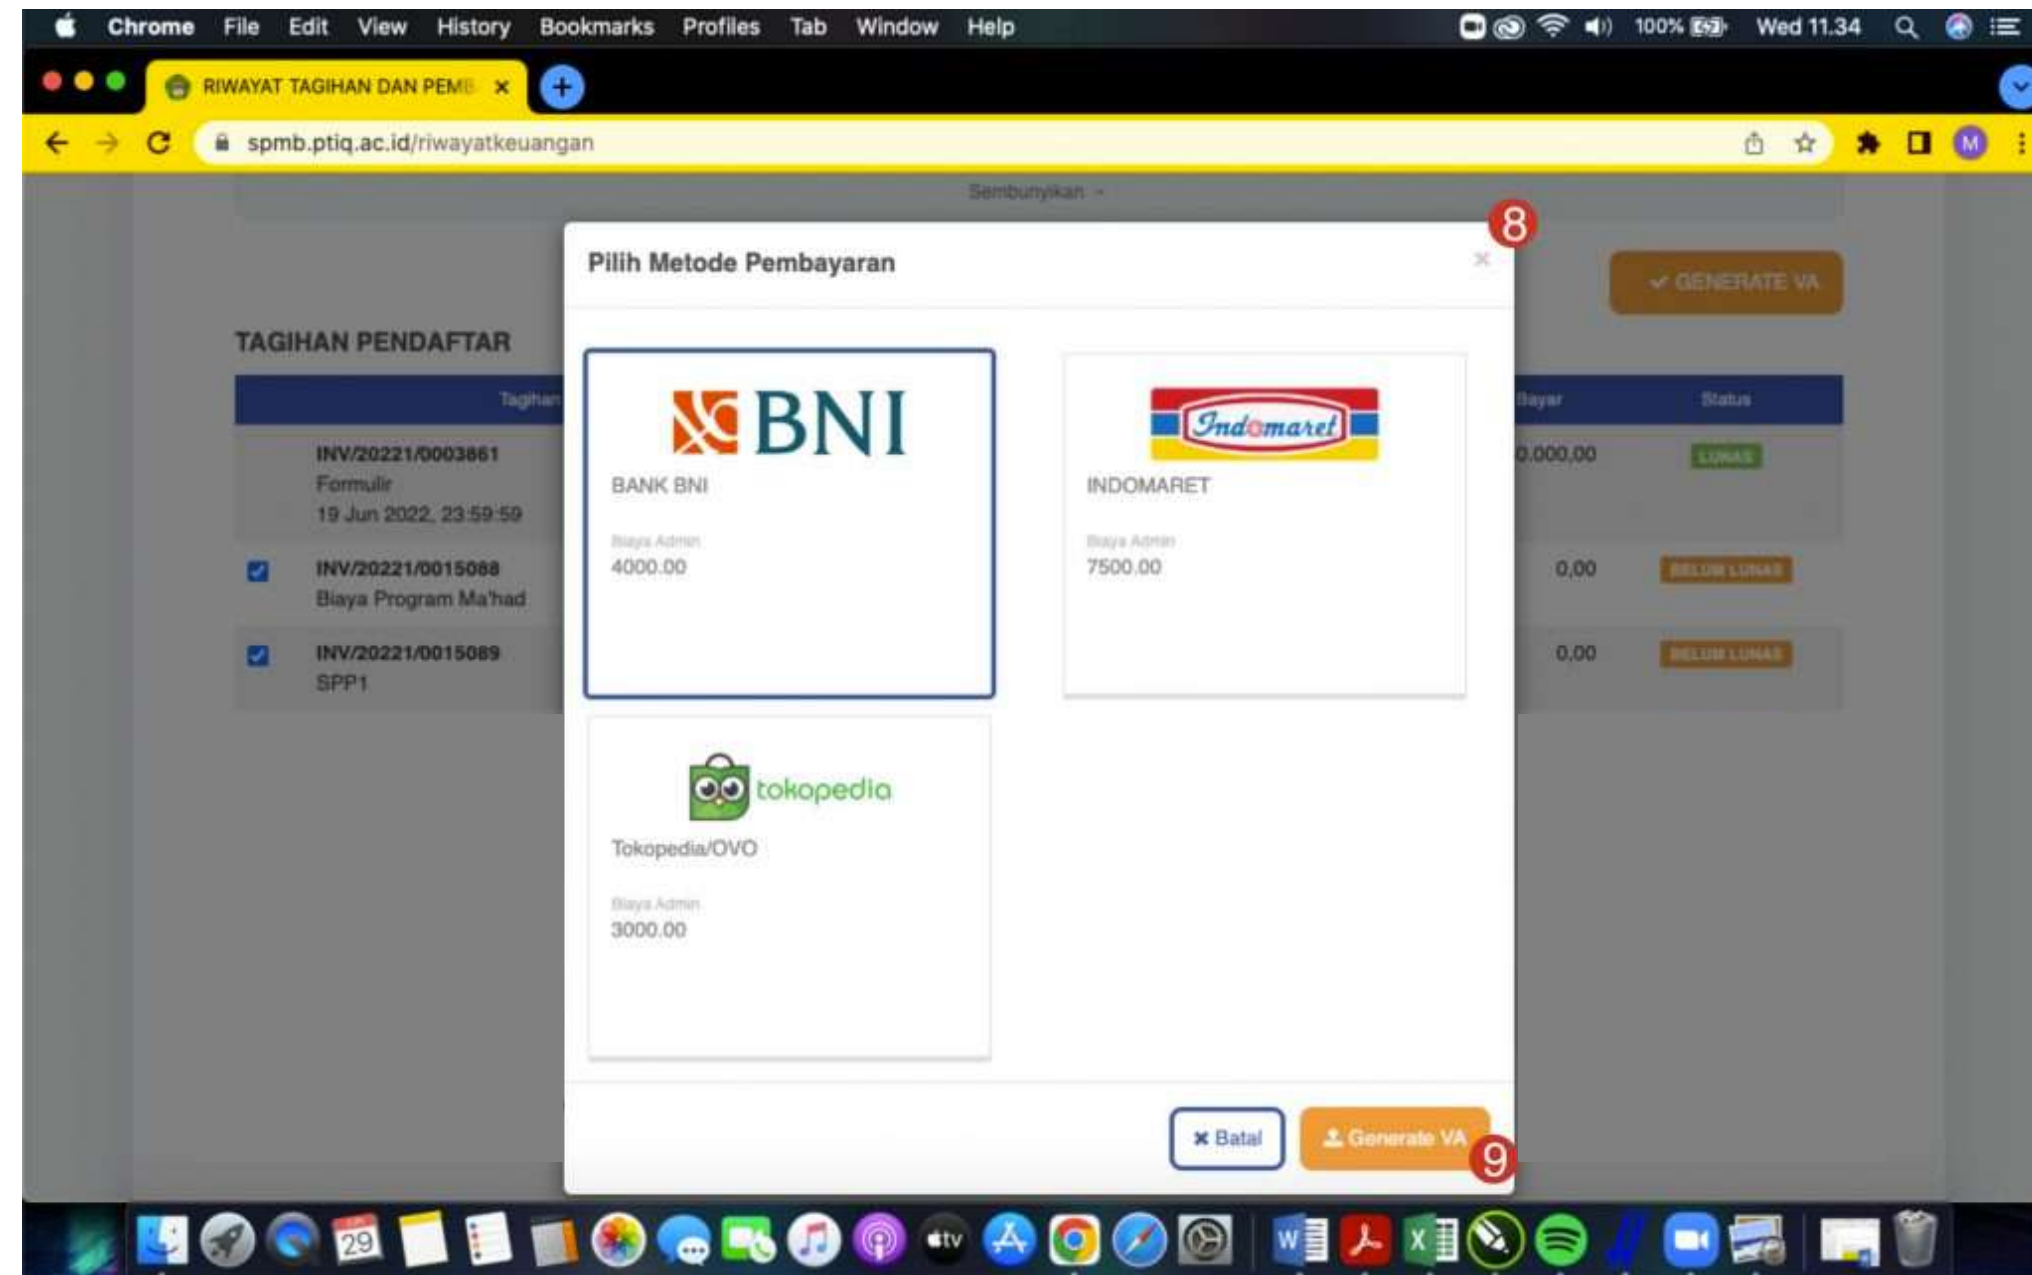 Chrome File Edit View History Bookmarks Profiles Tab Window Help 100% Wed 11.34
RIWAYAT TAGIHAN DAN PEMB
spmb.ptiq.ac.id/riwayatkeuangan M
Sembunyikan
8
Pilih Metode Pembayaran
GENERATE VA
TAGIHAN PENDAFTAR
Tagihan Bayar Status
INV/20221/0003861 0.000,00 LUNAS
Formulir
19 Jun 2022, 23:59:59
INV/20221/0015088 0,00 BELUM LUNAS
Biaya Program Ma'had
INV/20221/0015089 0,00 BELUM LUNAS
SPP1
BNI
BANK BNI
Biaya Admin
4000.00
Indomaret
INDOMARET
Biaya Admin
7500.00
tokopedia
Tokopedia/OVO
Biaya Admin
3000.00
Batal Generate VA
9
29 tv W X